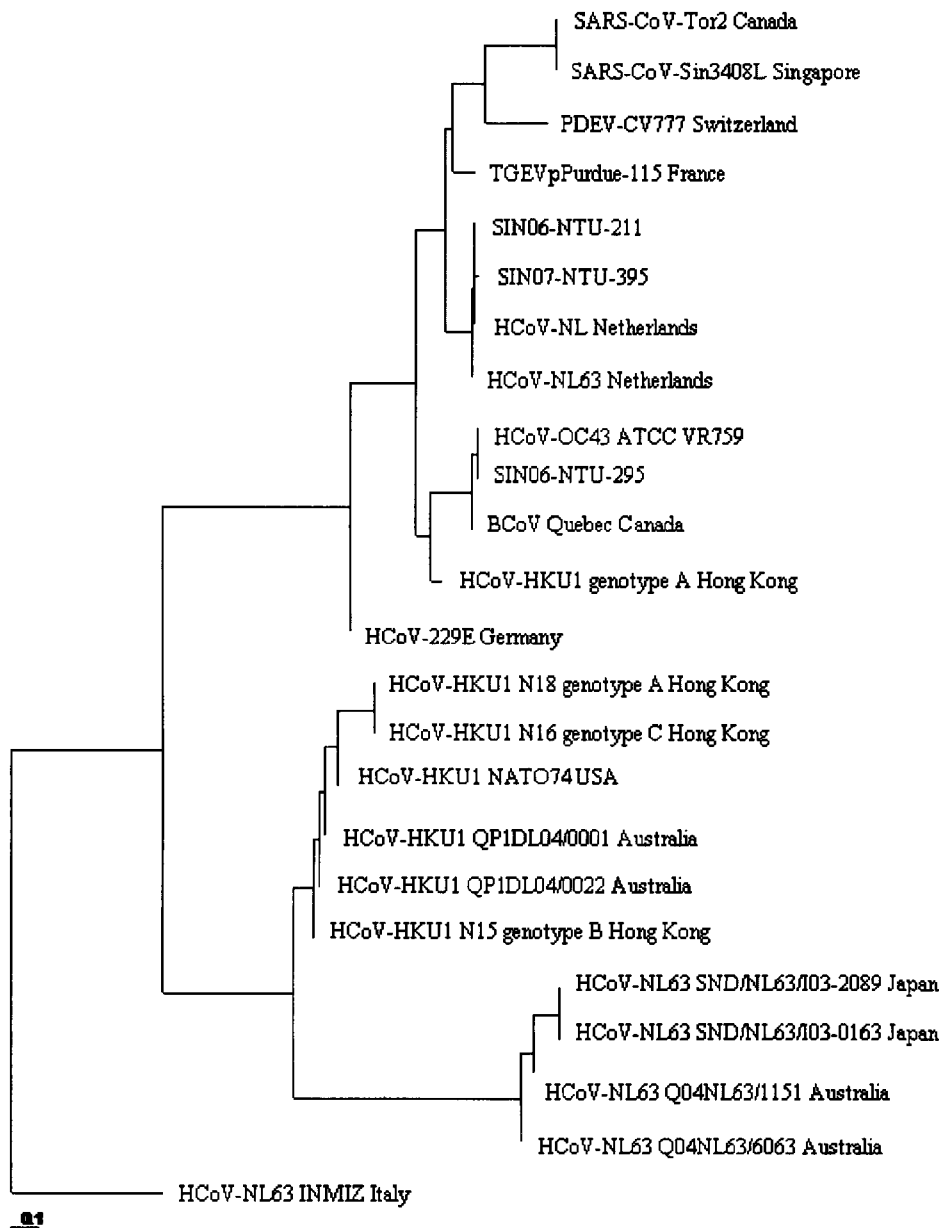 SARS-CoV-Tor2 Canada
SARS-CoV-Sin3408L Singapore
PDEV-CV777 Switzerland
TGEVpPurdue-115 France
SIN06-NTU-211
SIN07-NTU-395
HCoV-NL Netherlands
HCoV-NL63 Netherlands
HCoV-OC43 ATCC VR759
SIN06-NTU-295
BCoV Quebec Canada
HCoV-HKU1 genotype A Hong Kong
HCoV-229E Germany
HCoV-HKU1 N18 genotype A Hong Kong
HCoV-HKU1 N16 genotype C Hong Kong
HCoV-HKU1 NATO74 USA
HCoV-HKU1 QP1DL04/0001 Australia
HCoV-HKU1 QP1DL04/0022 Australia
HCoV-HKU1 N15 genotype B Hong Kong
HCoV-NL63 SND/NL63/I03-2089 Japan
HCoV-NL63 SND/NL63/I03-0163 Japan
HCoV-NL63 Q04NL63/1151 Australia
HCoV-NL63 Q04NL63/6063 Australia
HCoV-NL63 INMIZ Italy
0.1